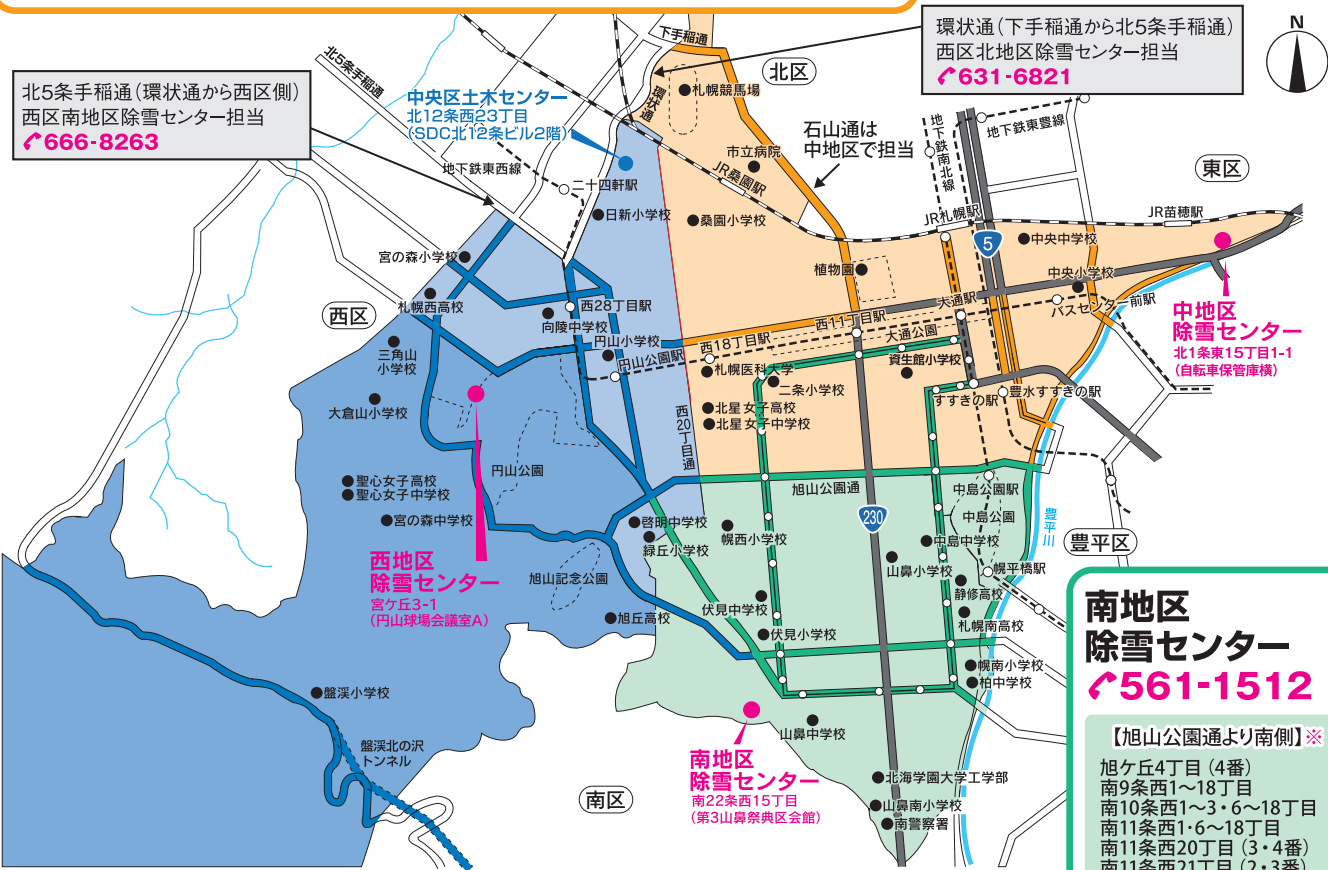 環状通(下手稲通から北5条手稲通)
西区北地区除雪センター担当
631-6821
N
北5条手稲通(環状通から西区側)
西区南地区除雪センター担当
666-8263
下手稲通
北5条手稲通
環状通
北区
札幌競馬場
中央区土木センター
北12条西23丁目
(SDC北12条ビル2階)
石山通は
中地区で担当
地下鉄南北線
地下鉄東豊線
東区
市立病院
JR桑園駅
地下鉄東西線
二十四軒駅
日新小学校
桑園小学校
JR札幌駅
JR苗穂駅
5
中央中学校
宮の森小学校
植物園
中央小学校
札幌西高校
西28丁目駅
大通駅
バスセンター前駅
西区
向陵中学校
西11丁目駅
中地区
除雪センター
北1条東15丁目1-1
(自転車保管庫横)
三角山
小学校
円山小学校
円山公園駅
西18丁目駅
大通公園
資生館小学校
札幌医科大学
二条小学校
すすきの駅
豊水すすきの駅
大倉山小学校
北星女子高校
北星女子中学校
西20丁目通
円山公園
聖心女子高校
聖心女子中学校
旭山公園通
中島公園駅
宮の森中学校
啓明中学校
幌西小学校
230
中島公園
豊平川
豊平区
緑丘小学校
中島中学校
西地区
除雪センター
宮ケ丘3-1
(円山球場会議室A)
旭山記念公園
山鼻小学校
幌平橋駅
静修高校
伏見中学校
旭丘高校
伏見小学校
札幌南高校
幌南小学校
柏中学校
盤渓小学校
山鼻中学校
盤渓北の沢
トンネル
南地区
除雪センター
南22条西15丁目
(第3山鼻祭典区会館)
南区
北海学園大学工学部
山鼻南小学校
南警察署
南地区
除雪センター
561-1512
【旭山公園通より南側】※
旭ケ丘4丁目(4番)
南9条西1~18丁目
南10条西1~3・6~18丁目
南11条西1・6~18丁目
南11条西20丁目(3・4番)
南11条西21丁目(2・3番)